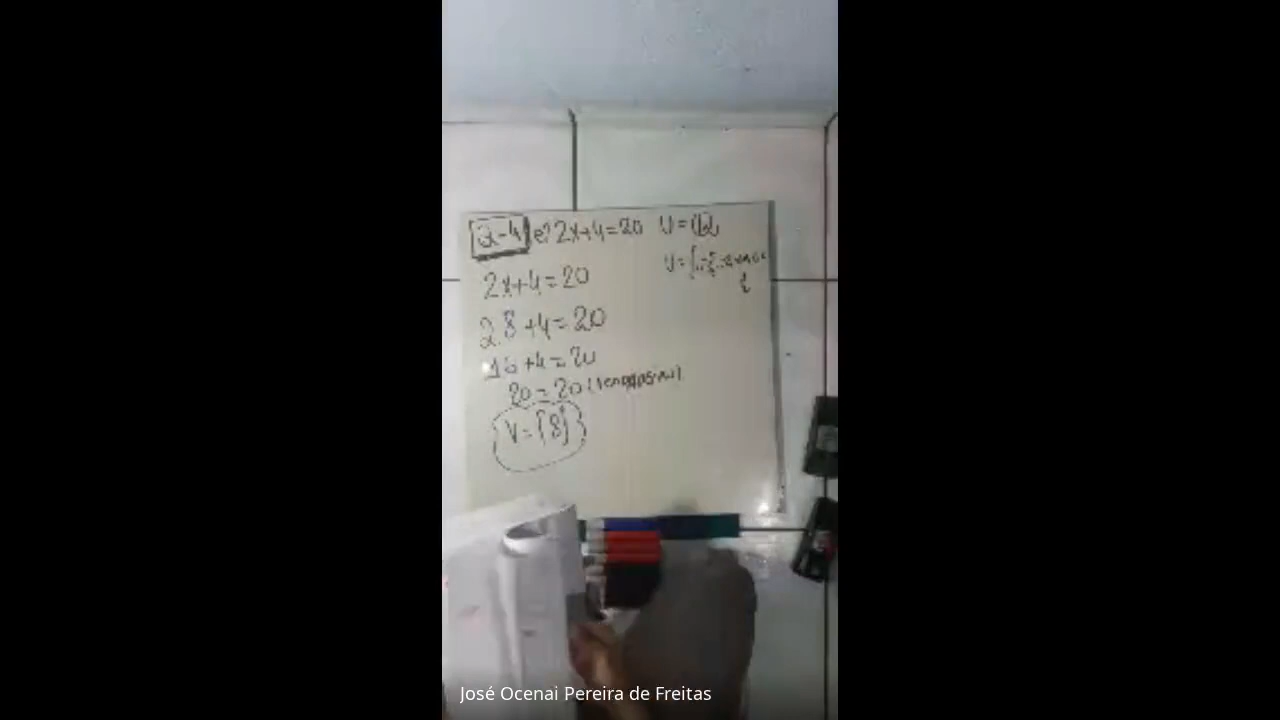 2-4 e) 2x+4=20 U=Q
2x+4=20
2.8+4=20
16+4=20
20=20
V={8}
José Ocenai Pereira de Freitas